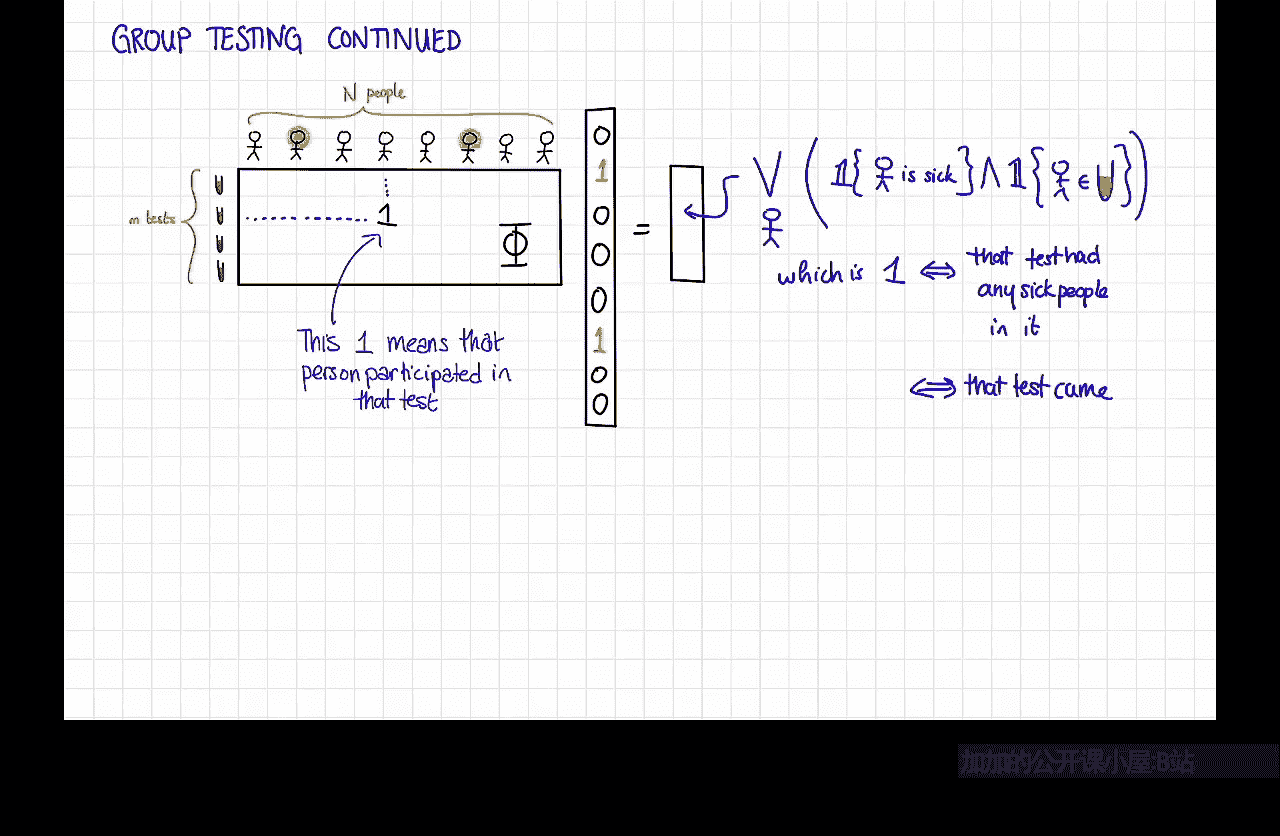 GROUP TESTING CONTINUED
N people
m tests
1
Φ
This 1 means that
person participated in
that test
0
1
0
0
0
1
0
0
=
V ( 𝟙{ is sick } ∧ 𝟙{ ∈ })
which is 1 ⇔ that test had
any sick people
in it
⇔ that test came
加加的公开课小屋·B站